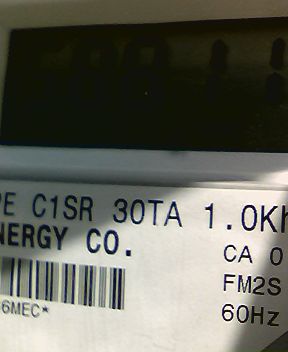 PE C1SR 30TA 1.0Kh
NERGY CO.
CA 0
FM2S
6MEC*
60Hz